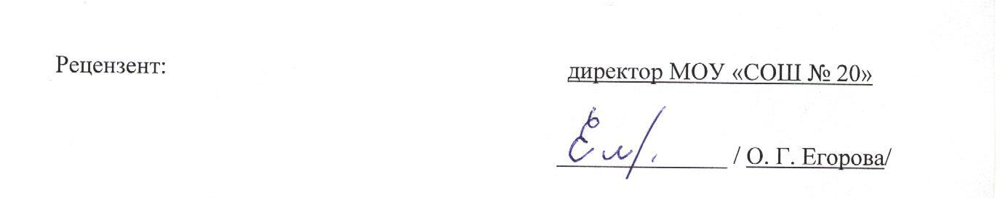 Рецензент:
директор МОУ «СОШ № 20»
/ О. Г. Егорова/